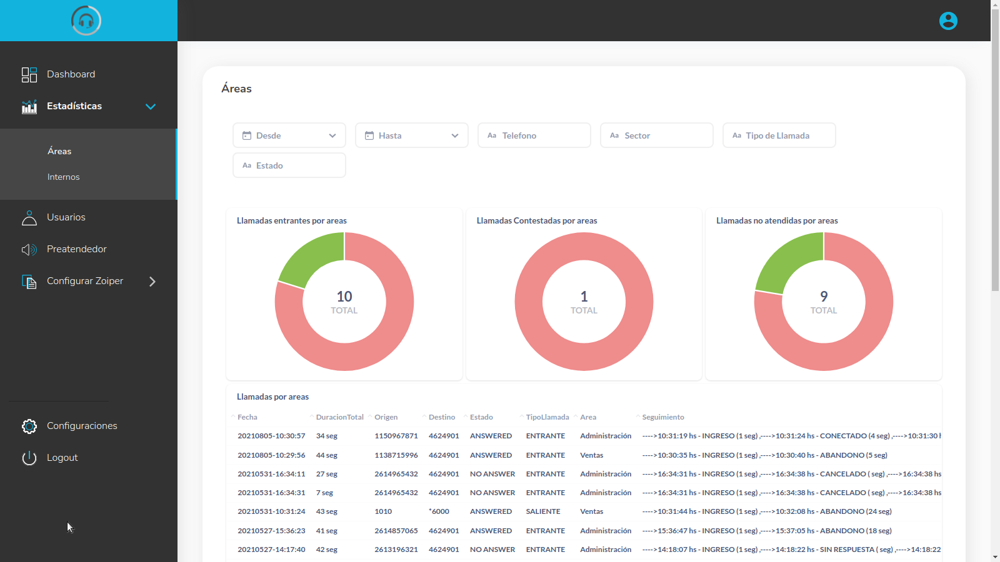 Dashboard
Estadísticas
Áreas
Internos
Usuarios
Preatendedor
Configurar Zoiper
Configuraciones
Logout
Áreas
Desde
Hasta
Aa Telefono
Aa Sector
Aa Tipo de Llamada
Aa Estado
Llamadas entrantes por areas
10
TOTAL
Llamadas Contestadas por areas
1
TOTAL
Llamadas no atendidas por areas
9
TOTAL
Llamadas por areas
Fecha DuracionTotal Origen Destino Estado TipoLlamada Area Seguimiento
20210805-10:30:57 34 seg 1150967871 4624901 ANSWERED ENTRANTE Administración ---->10:31:19 hs - INGRESO (1 seg) ,---->10:31:24 hs - CONECTADO (4 seg) ,---->10:31:30 h
20210805-10:29:56 44 seg 1138715996 4624901 ANSWERED ENTRANTE Ventas ---->10:30:35 hs - INGRESO (1 seg) ,---->10:30:40 hs - ABANDONO (5 seg)
20210531-16:34:11 27 seg 2614965432 4624901 NO ANSWER ENTRANTE Administración ---->16:34:31 hs - INGRESO (1 seg) ,---->16:34:38 hs - CANCELADO ( seg) ,---->16:34:38 hs
20210531-16:34:31 7 seg 2614965432 4624901 NO ANSWER ENTRANTE Administración ---->16:34:31 hs - INGRESO (1 seg) ,---->16:34:38 hs - CANCELADO ( seg) ,---->16:34:38 hs
20210531-10:31:24 43 seg 1010 *6000 ANSWERED SALIENTE Ventas ---->10:31:44 hs - INGRESO (1 seg) ,---->10:32:08 hs - ABANDONO (24 seg)
20210527-15:36:23 41 seg 2614857065 4624901 ANSWERED ENTRANTE Administración ---->15:36:47 hs - INGRESO (1 seg) ,---->15:37:05 hs - ABANDONO (18 seg)
20210527-14:17:40 42 seg 2613196321 4624901 NO ANSWER ENTRANTE Administración ---->14:18:07 hs - INGRESO (1 seg) ,---->14:18:22 hs - SIN RESPUESTA ( seg) ,---->14:18:22